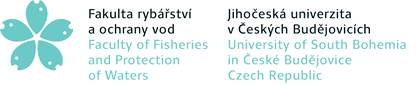 Fakulta rybářství
a ochrany vod
Faculty of Fisheries
and Protection
of Waters
Jihočeská univerzita
v Českých Budějovicích
University of South Bohemia
in České Budějovice
Czech Republic